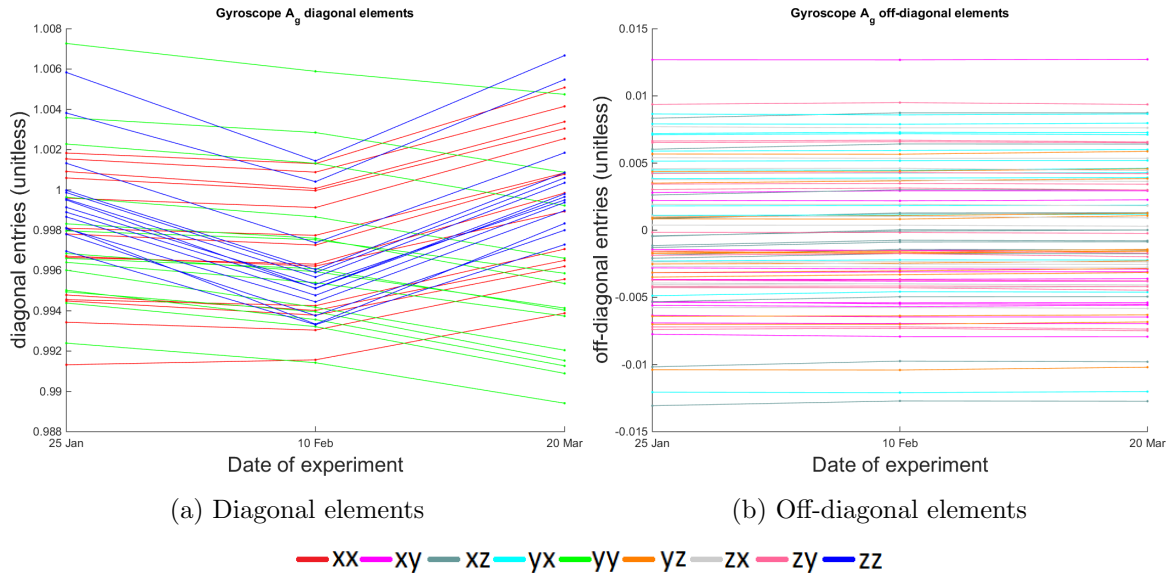 Gyroscope A_g diagonal elements
1.008
1.006
1.004
1.002
1
0.998
0.996
0.994
0.992
0.99
0.988
diagonal entries (unitless)
25 Jan 10 Feb 20 Mar
Date of experiment
(a) Diagonal elements
Gyroscope A_g off-diagonal elements
0.015
0.01
0.005
0
-0.005
-0.01
-0.015
off-diagonal entries (unitless)
25 Jan 10 Feb 20 Mar
Date of experiment
(b) Off-diagonal elements
xx xy xz yx yy yz zx zy zz